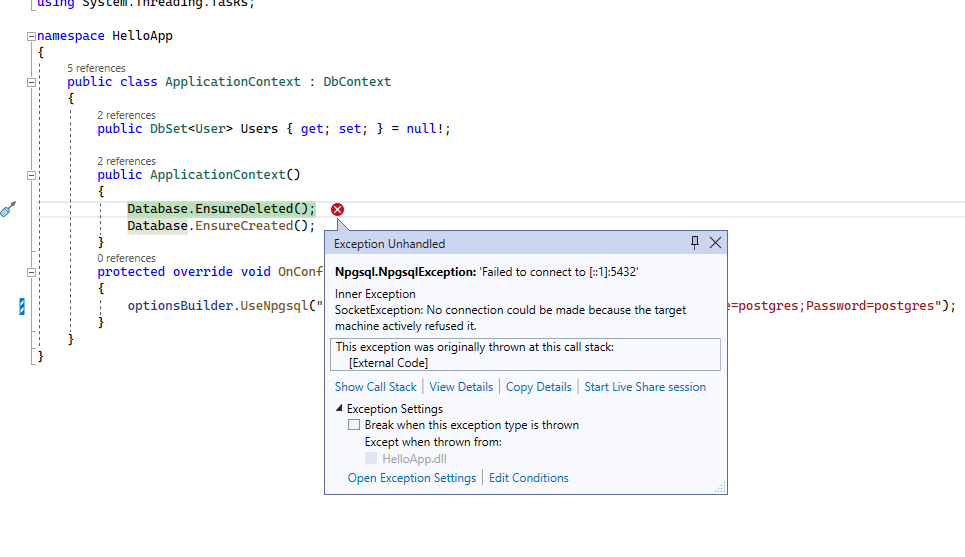 using System.Threading.Tasks;
namespace HelloApp
{
5 references
public class ApplicationContext : DbContext
{
2 references
public DbSet<User> Users { get; set; } = null!;
2 references
public ApplicationContext()
{
Database.EnsureDeleted();
Database.EnsureCreated();
}
0 references
protected override void OnConf
{
optionsBuilder.UseNpgsql("
e=postgres;Password=postgres");
}
}
}
Exception Unhandled
Npgsql.NpgsqlException: 'Failed to connect to [::1]:5432'
Inner Exception
SocketException: No connection could be made because the target
machine actively refused it.
This exception was originally thrown at this call stack:
[External Code]
Show Call Stack | View Details | Copy Details | Start Live Share session
Exception Settings
Break when this exception type is thrown
Except when thrown from:
HelloApp.dll
Open Exception Settings | Edit Conditions